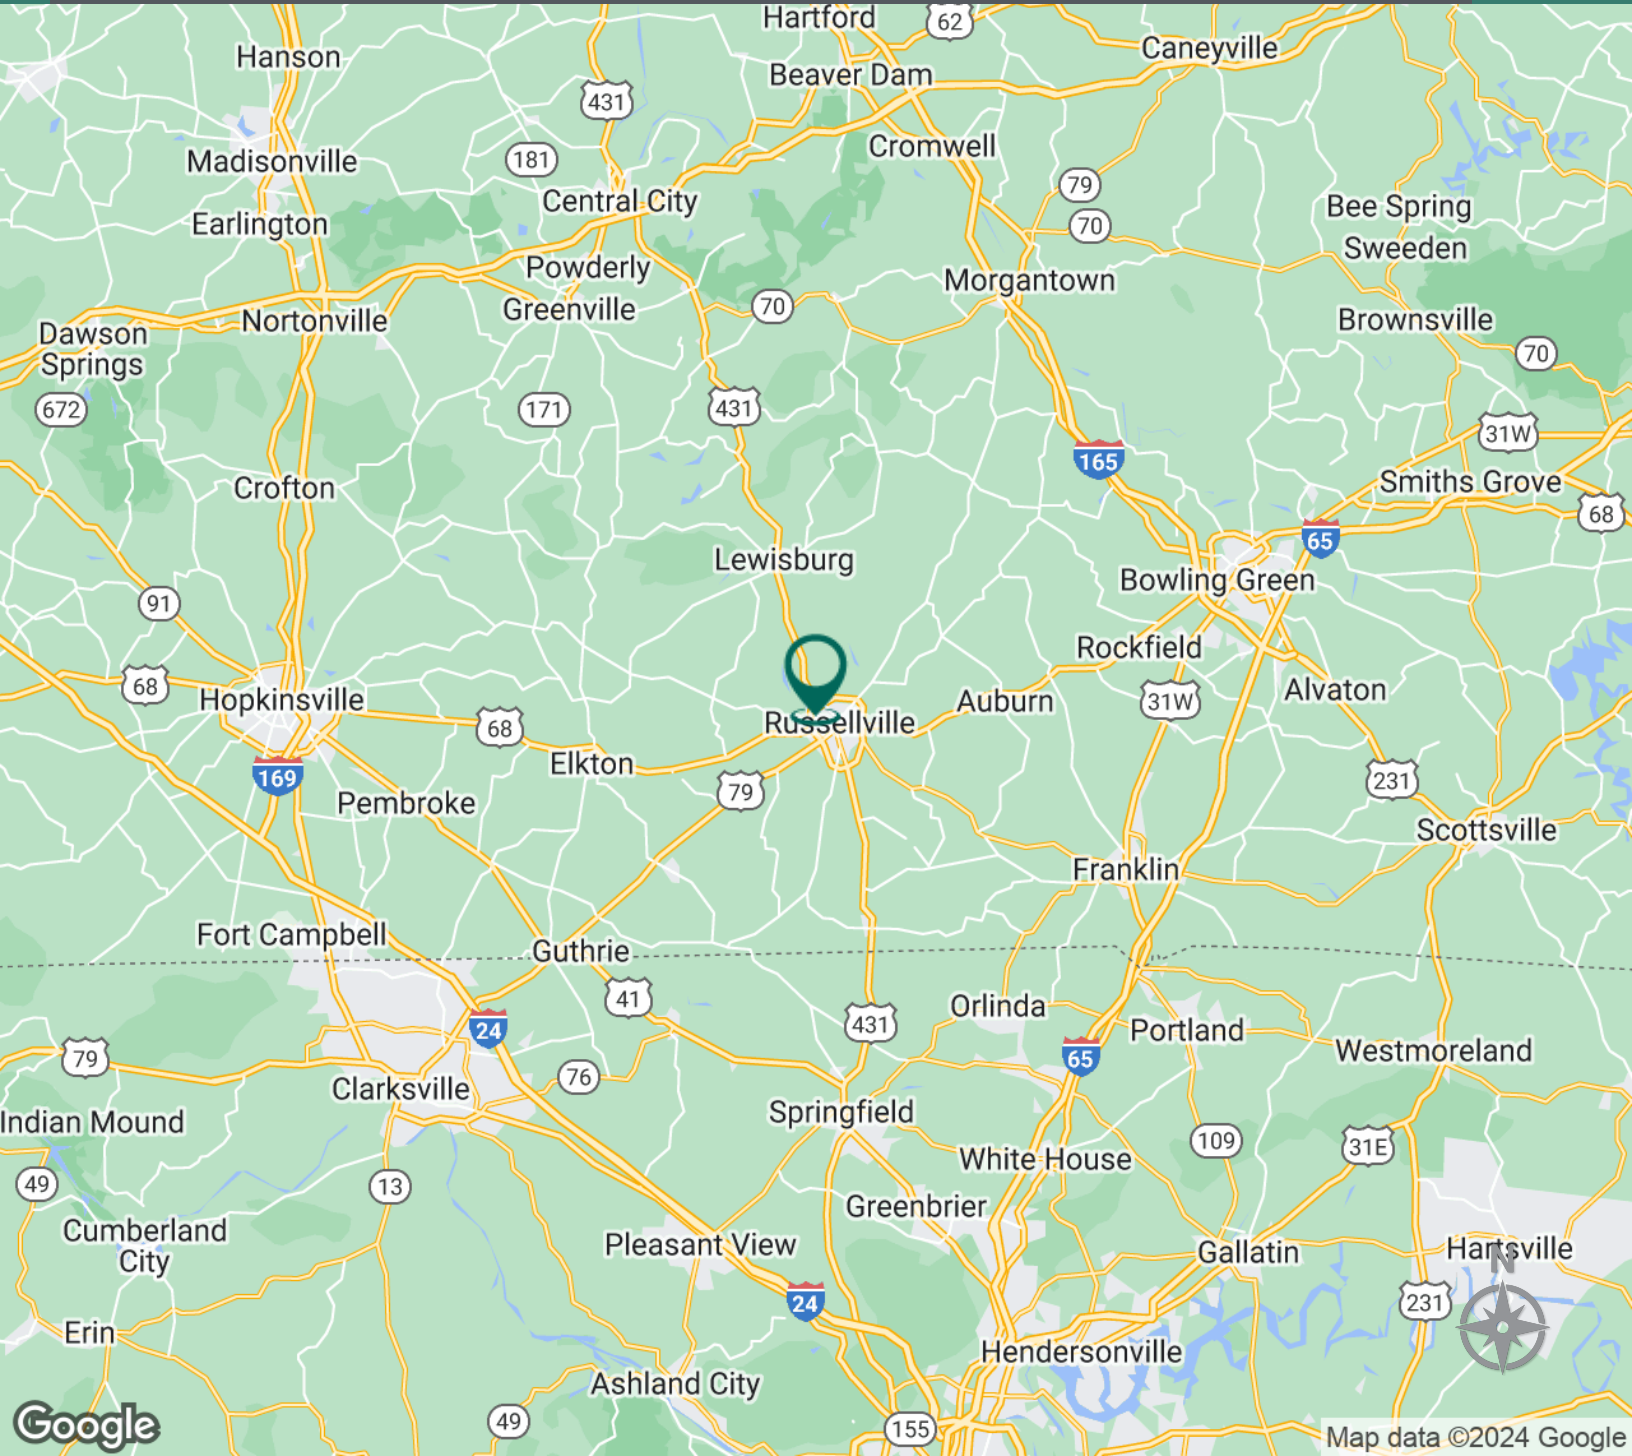 Hartford
62
Hanson
Caneyville
Beaver Dam
431
Cromwell
181
Madisonville
79
Central City
Bee Spring
Earlington
70
Sweeden
Powderly
Morgantown
70
Greenville
Nortonville
Brownsville
Dawson
Springs
70
672
171
431
31W
165
Smiths Grove
Crofton
68
65
Lewisburg
Bowling Green
91
Rockfield
68
Hopkinsville
Auburn
31W
Alvaton
68
Russellville
Elkton
169
231
79
Pembroke
Scottsville
Franklin
Fort Campbell
Guthrie
41
Orlinda
431
24
Portland
65
Westmoreland
79
76
Clarksville
Springfield
Indian Mound
109
31E
White House
49
13
Greenbrier
Cumberland
City
Pleasant View
Gallatin
Hartsville
N
24
231
Erin
Hendersonville
Ashland City
Google
49
155
Map data ©2024 Google